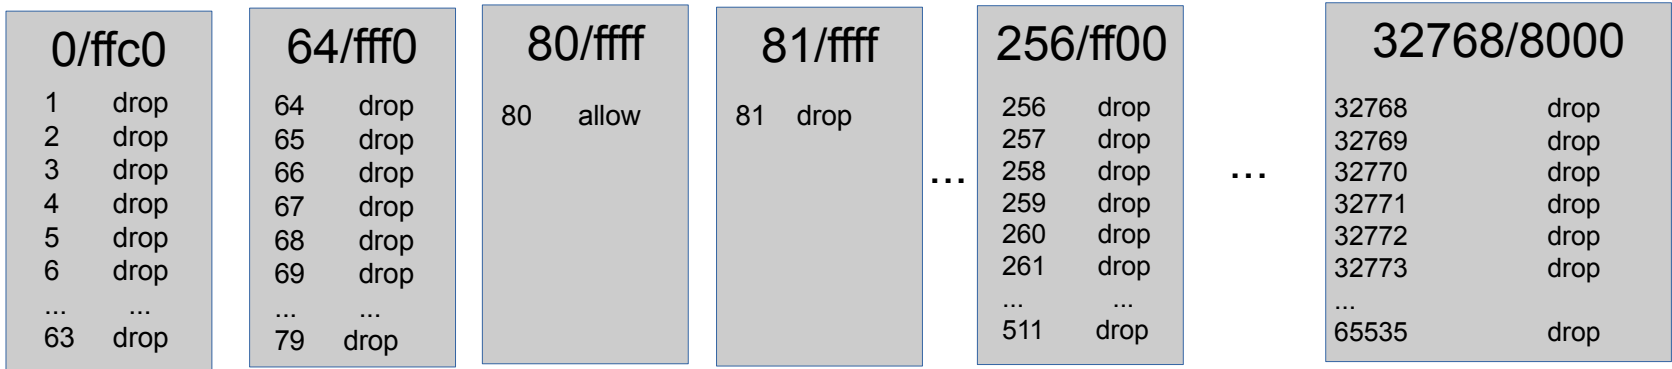 0/ffc0
1 drop
2 drop
3 drop
4 drop
5 drop
6 drop
... ...
63 drop
64/fff0
64 drop
65 drop
66 drop
67 drop
68 drop
69 drop
... ...
79 drop
80/ffff
80 allow
81/ffff
81 drop
...
256/ff00
256 drop
257 drop
258 drop
259 drop
260 drop
261 drop
... ...
511 drop
...
32768/8000
32768 drop
32769 drop
32770 drop
32771 drop
32772 drop
32773 drop
...
65535 drop